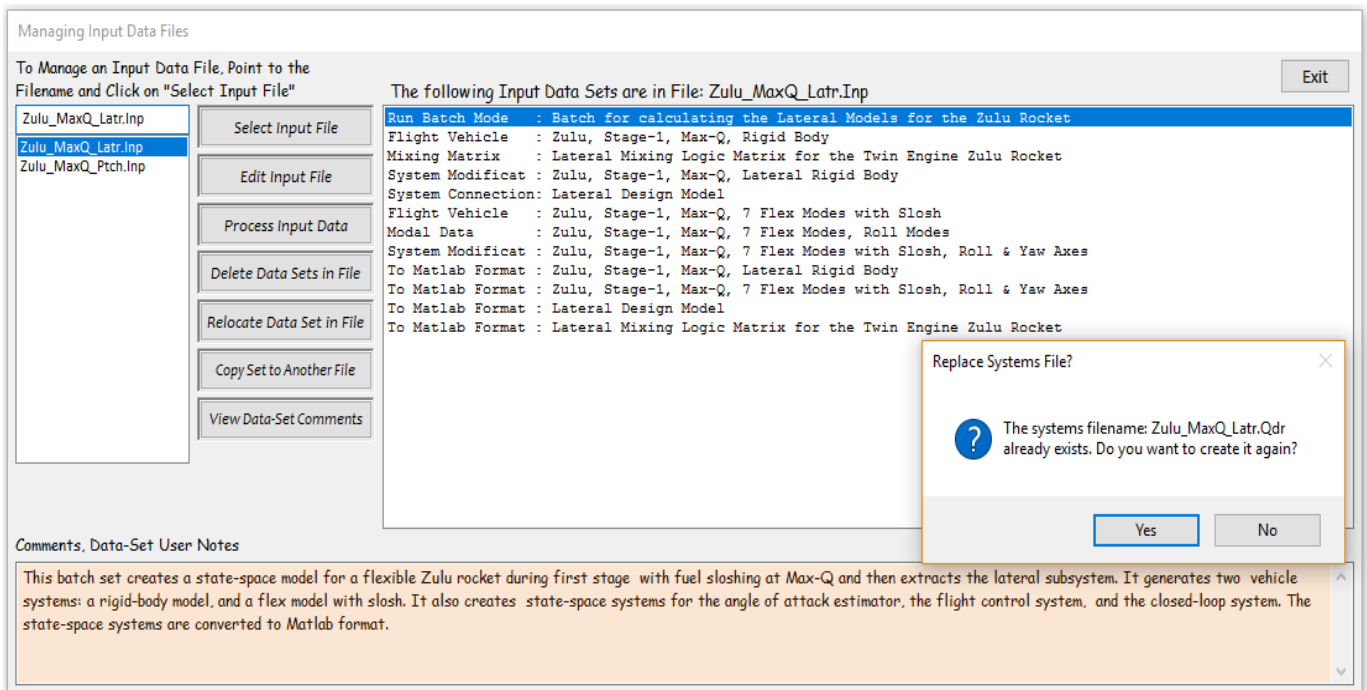 Managing Input Data Files
To Manage an Input Data File, Point to the
Filename and Click on "Select Input File"
Exit
The following Input Data Sets are in File: Zulu_MaxQ_Latr.Inp
Zulu_MaxQ_Latr.Inp
Zulu_MaxQ_Latr.Inp
Zulu_MaxQ_Ptch.Inp
Select Input File
Edit Input File
Process Input Data
Delete Data Sets in File
Relocate Data Set in File
Copy Set to Another File
View Data-Set Comments
Run Batch Mode : Batch for calculating the Lateral Models for the Zulu Rocket
Flight Vehicle : Zulu, Stage-1, Max-Q, Rigid Body
Mixing Matrix : Lateral Mixing Logic Matrix for the Twin Engine Zulu Rocket
System Modificat : Zulu, Stage-1, Max-Q, Lateral Rigid Body
System Connection: Lateral Design Model
Flight Vehicle : Zulu, Stage-1, Max-Q, 7 Flex Modes with Slosh
Modal Data : Zulu, Stage-1, Max-Q, 7 Flex Modes, Roll Modes
System Modificat : Zulu, Stage-1, Max-Q, 7 Flex Modes with Slosh, Roll & Yaw Axes
To Matlab Format : Zulu, Stage-1, Max-Q, Lateral Rigid Body
To Matlab Format : Zulu, Stage-1, Max-Q, 7 Flex Modes with Slosh, Roll & Yaw Axes
To Matlab Format : Lateral Design Model
To Matlab Format : Lateral Mixing Logic Matrix for the Twin Engine Zulu Rocket
Replace Systems File?
The systems filename: Zulu_MaxQ_Latr.Qdr
already exists. Do you want to create it again?
Yes
No
Comments, Data-Set User Notes
This batch set creates a state-space model for a flexible Zulu rocket during first stage with fuel sloshing at Max-Q and then extracts the lateral subsystem. It generates two vehicle
systems: a rigid-body model, and a flex model with slosh. It also creates state-space systems for the angle of attack estimator, the flight control system, and the closed-loop system. The
state-space systems are converted to Matlab format.